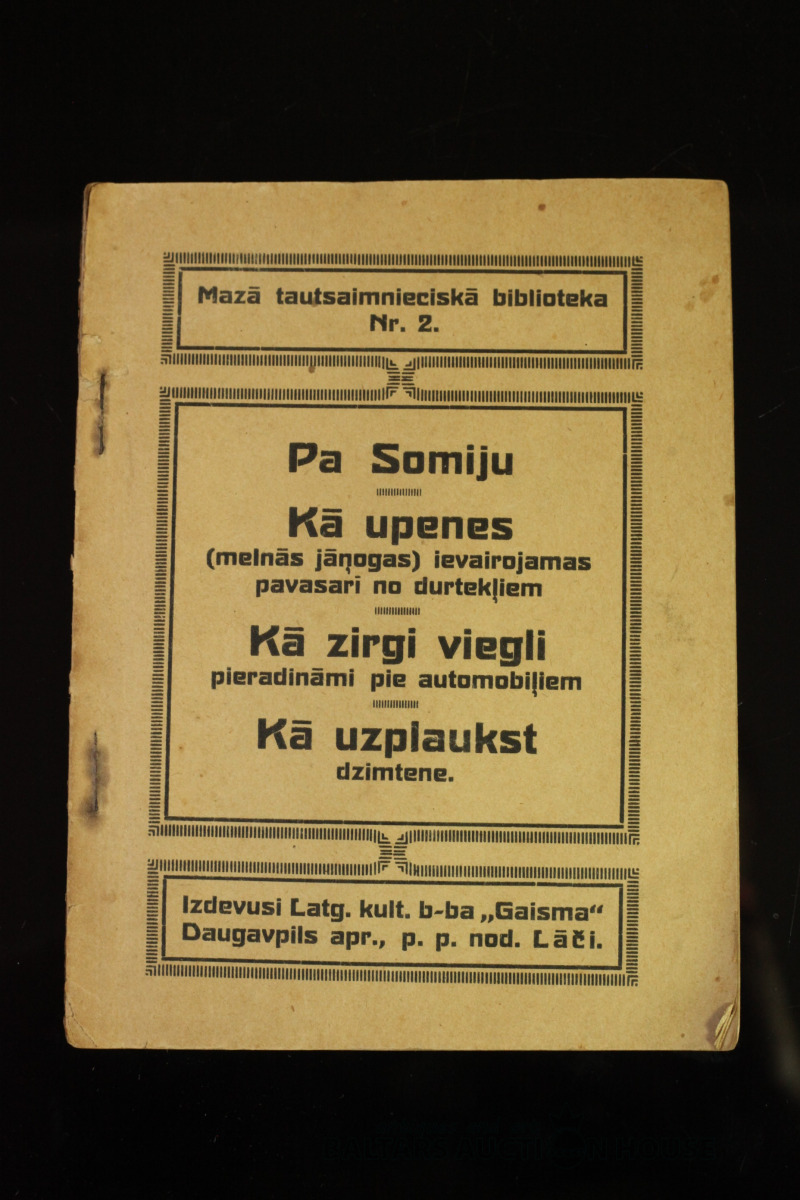 Mazā tautsaimnieciskā biblioteka
Nr. 2.
Pa Somiju
Kā upenes
(melnās jāņogas) ievairojamas
pavasarī no durtekļiem
Kā zirgi viegli
pieradināmi pie automobiļiem
Kā uzplaukst
dzimtene.
Izdevusi Latg. kult. b-ba „Gaisma“
Daugavpils apr., p. p. nod. Lāči.